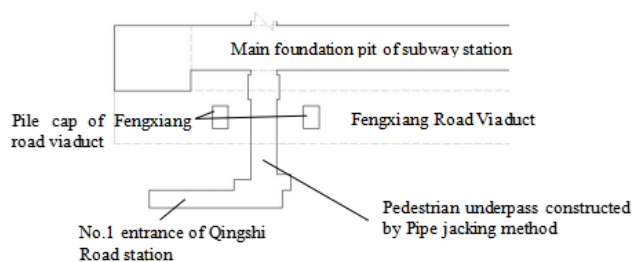 Main foundation pit of subway station
Pile cap of Fengxiang
road viaduct
Fengxiang Road Viaduct
No.1 entrance of Qingshi
Road station
Pedestrian underpass constructed
by Pipe jacking method